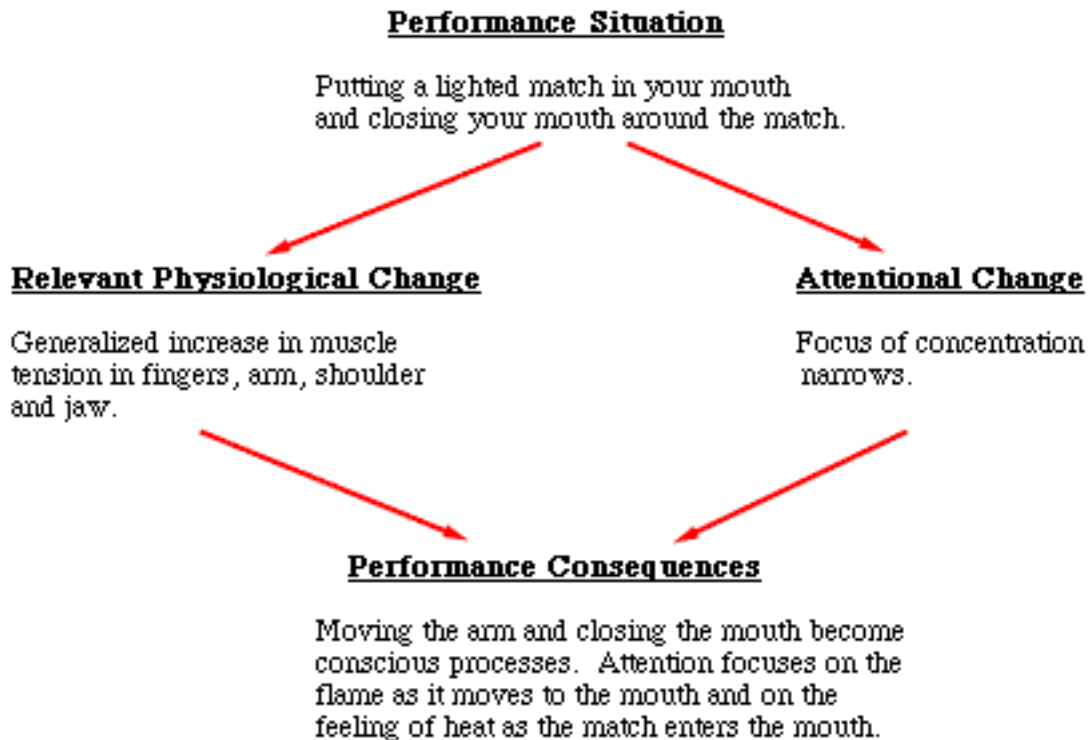 Performance Situation
Putting a lighted match in your mouth
and closing your mouth around the match.
Relevant Physiological Change
Generalized increase in muscle
tension in fingers, arm, shoulder
and jaw.
Attentional Change
Focus of concentration
narrows.
Performance Consequences
Moving the arm and closing the mouth become
conscious processes.  Attention focuses on the
flame as it moves to the mouth and on the
feeling of heat as the match enters the mouth.